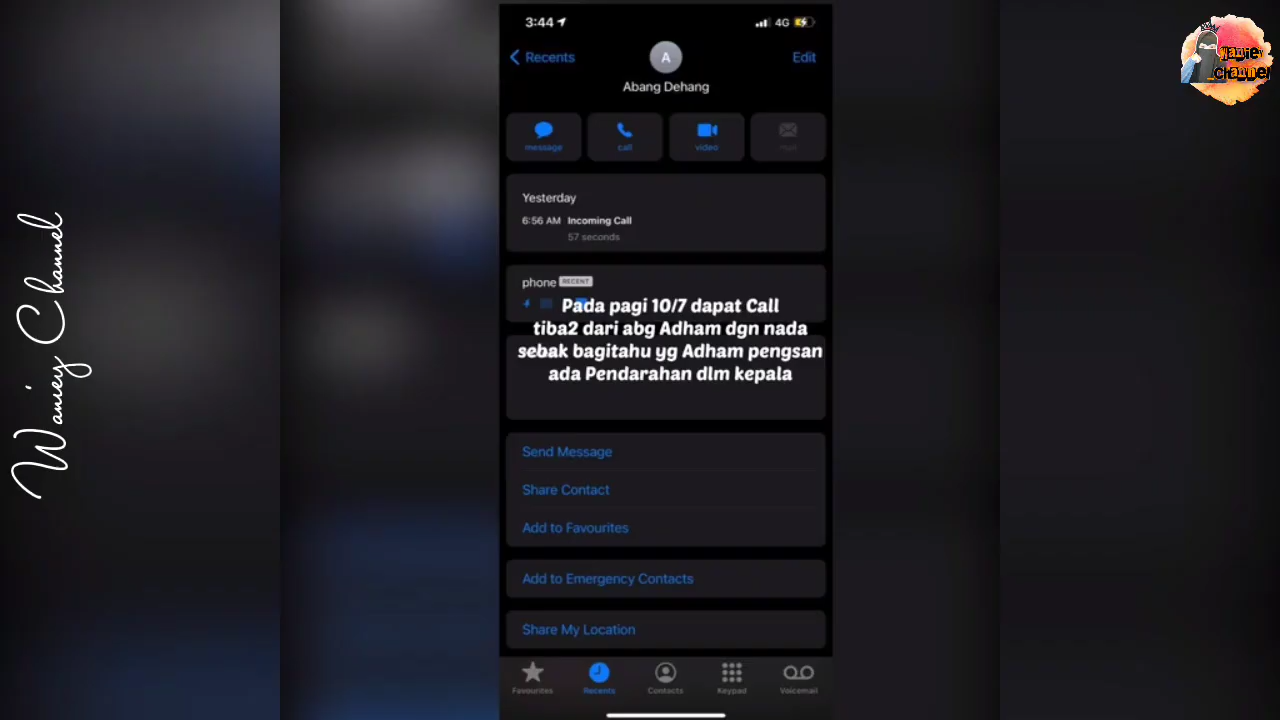 3:44
4G
Recents
A
Edit
Abang Dehang
message
call
video
mail
Yesterday
6:56 AM Incoming Call
57 seconds
phone RECENT
Pada pagi 10/7 dapat Call
tiba2 dari abg Adham dgn nada
sebak bagitahu yg Adham pengsan
ada Pendarahan dlm kepala
Send Message
Share Contact
Add to Favourites
Add to Emergency Contacts
Share My Location
Favourites
Recents
Contacts
Keypad
Voicemail
Waniey Channel